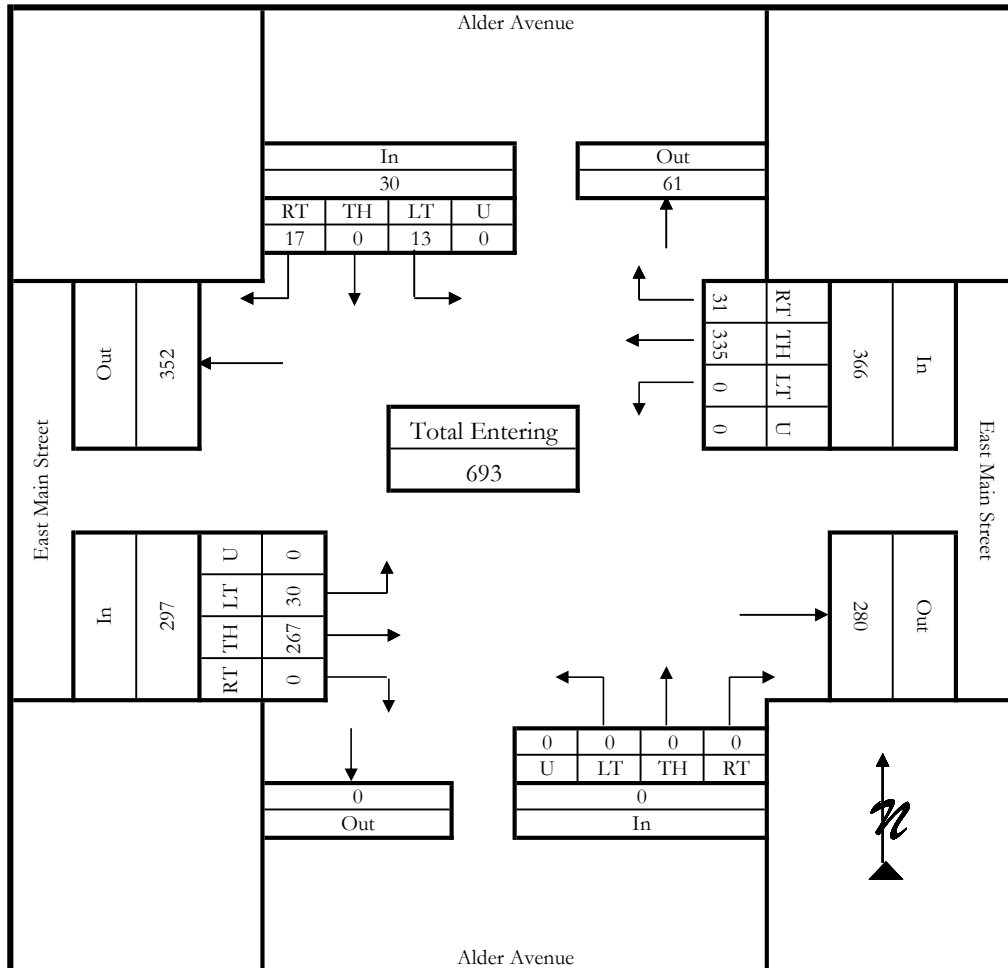 Alder Avenue
In
30
RT TH LT U
17 0 13 0
Out
61
Out
352
31 RT
335 TH
0 LT
0 U
366
In
Total Entering
693
East Main Street
East Main Street
In
297
U 0
LT 30
TH 267
RT 0
280
Out
0 0 0 0
U LT TH RT
0
In
0
Out
N
Alder Avenue